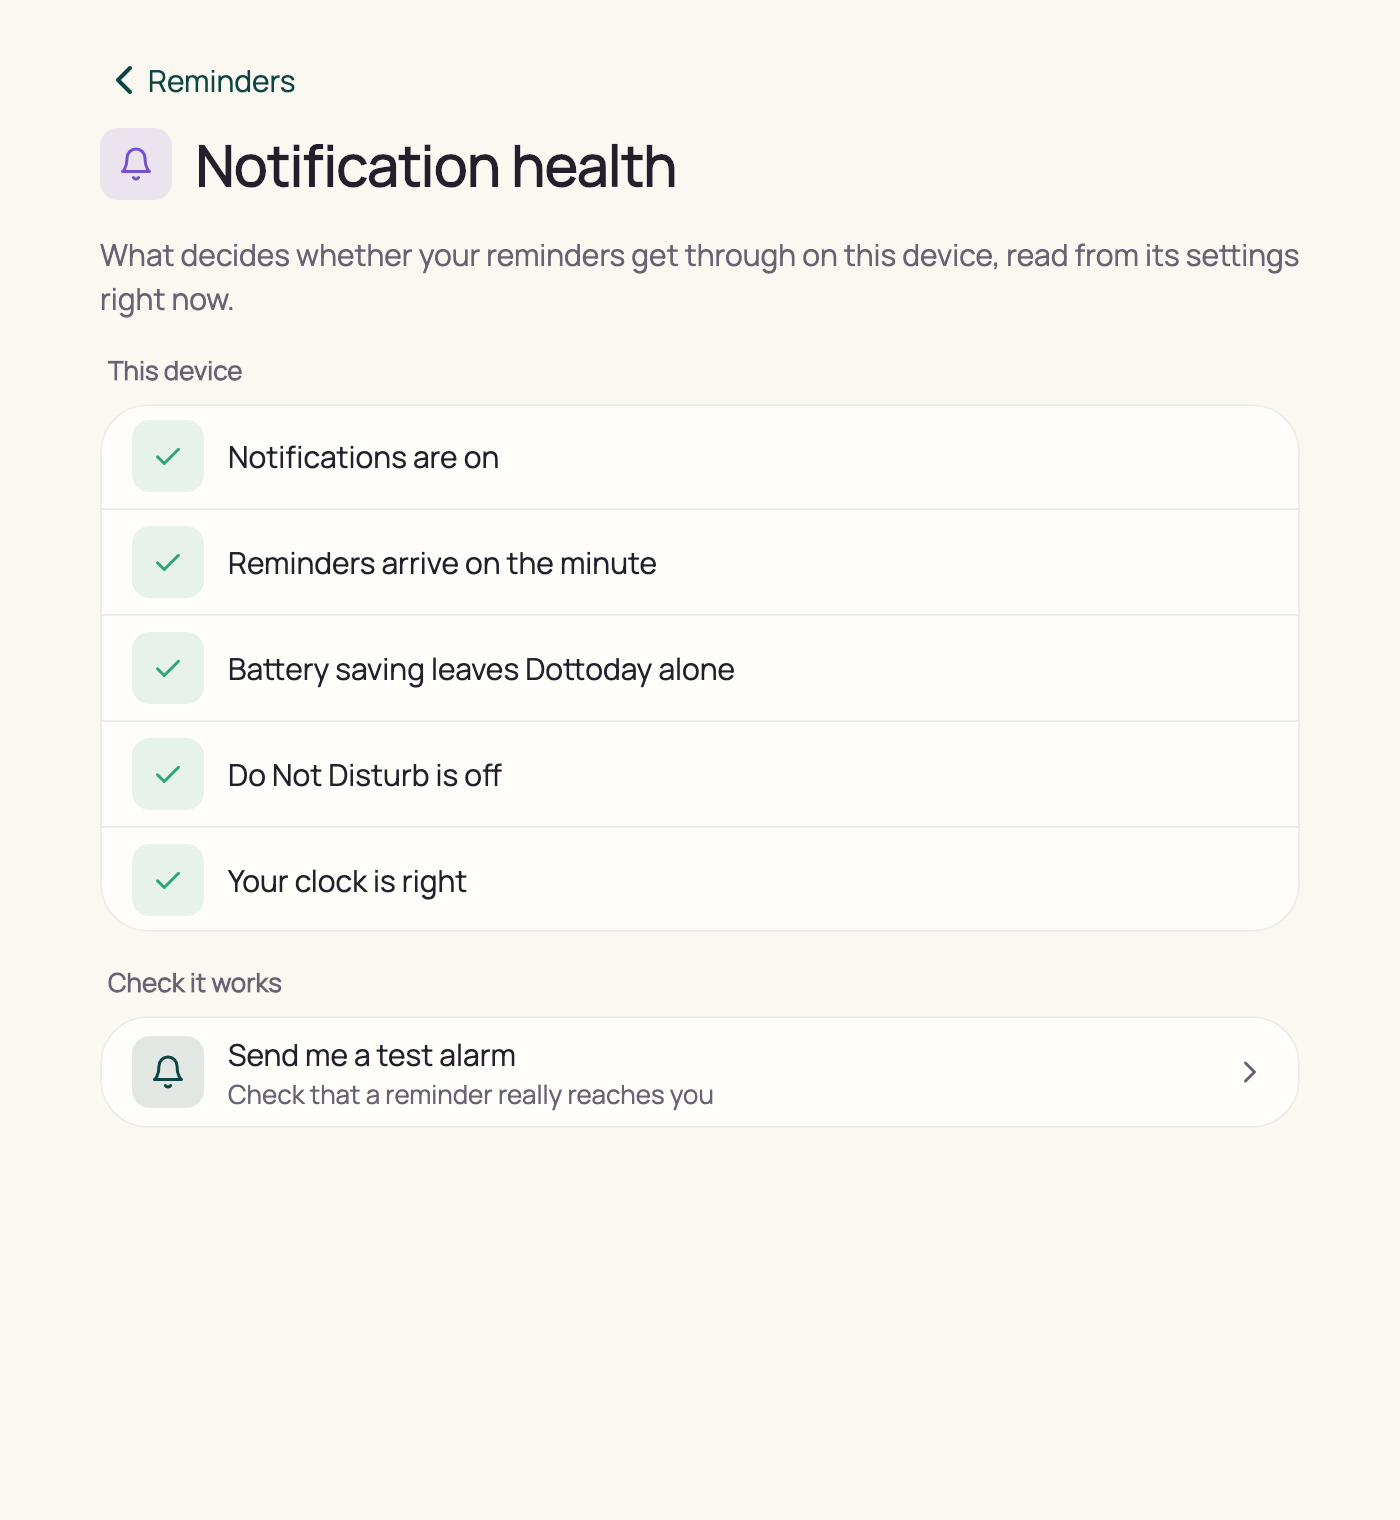 Reminders
Notification health
What decides whether your reminders get through on this device, read from its settings
right now.
This device
Notifications are on
Reminders arrive on the minute
Battery saving leaves Dottoday alone
Do Not Disturb is off
Your clock is right
Check it works
Send me a test alarm
Check that a reminder really reaches you